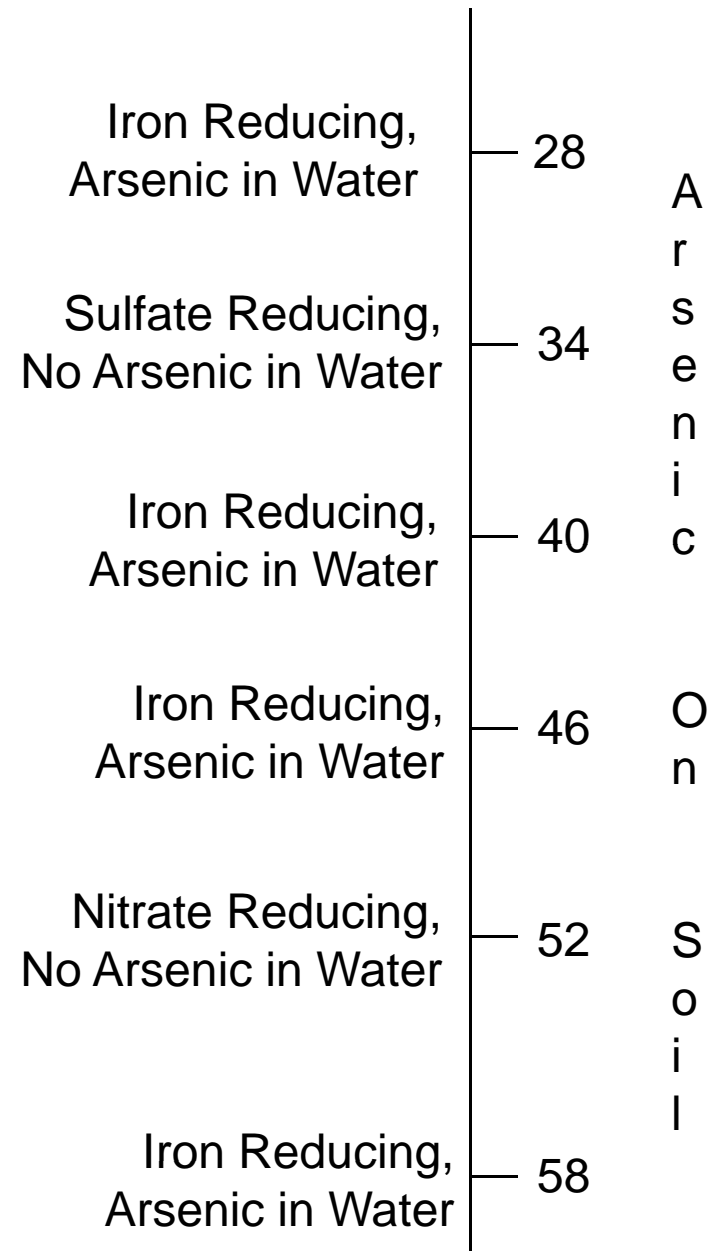 Iron Reducing,
Arsenic in Water
28
Sulfate Reducing,
No Arsenic in Water
34
Iron Reducing,
Arsenic in Water
40
Iron Reducing,
Arsenic in Water
46
Nitrate Reducing,
No Arsenic in Water
52
Iron Reducing,
Arsenic in Water
58
A
r
s
e
n
i
c
O
n
S
o
i
l